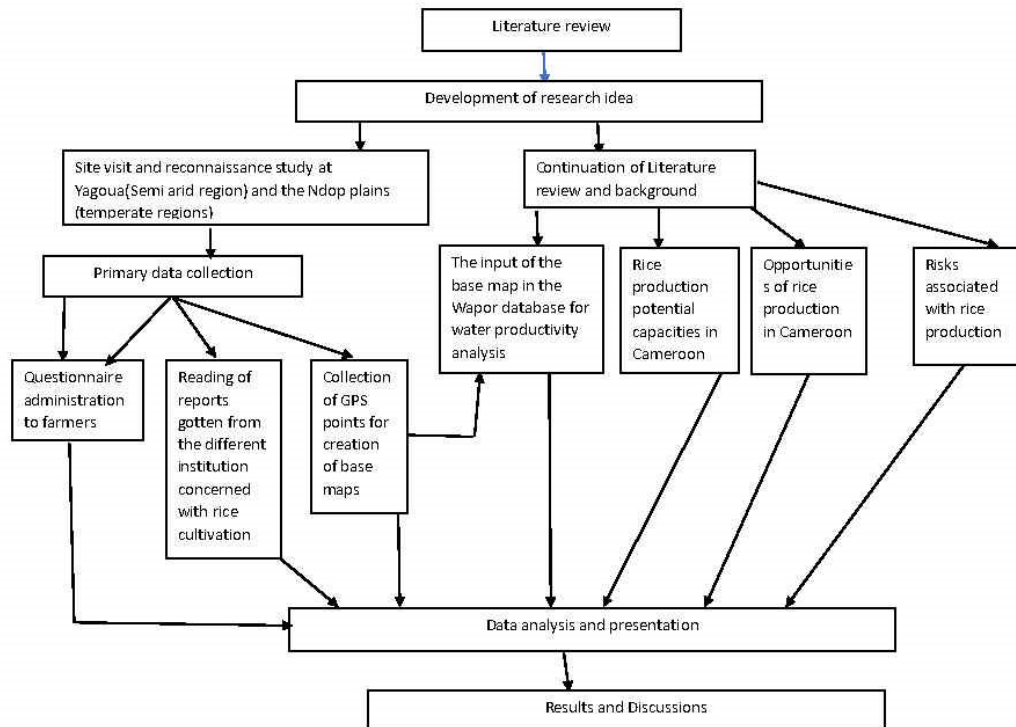 Literature review
Development of research idea
Site visit and reconnaissance study at
Yagoua(Semi arid region) and the Ndop plains
(temperate regions)
Continuation of Literature
review and background
Primary data collection
The input of the
base map in the
Wapor database for
water productivity
analysis
Rice
production
potential
capacities in
Cameroon
Opportunitie
s of rice
production
in Cameroon
Risks
associated
with rice
production
Questionnaire
administration
to farmers
Reading of
reports
gotten from
the different
institution
concerned
with rice
cultivation
Collection
of GPS
points for
creation
of base
maps
Data analysis and presentation
Results and Discussions